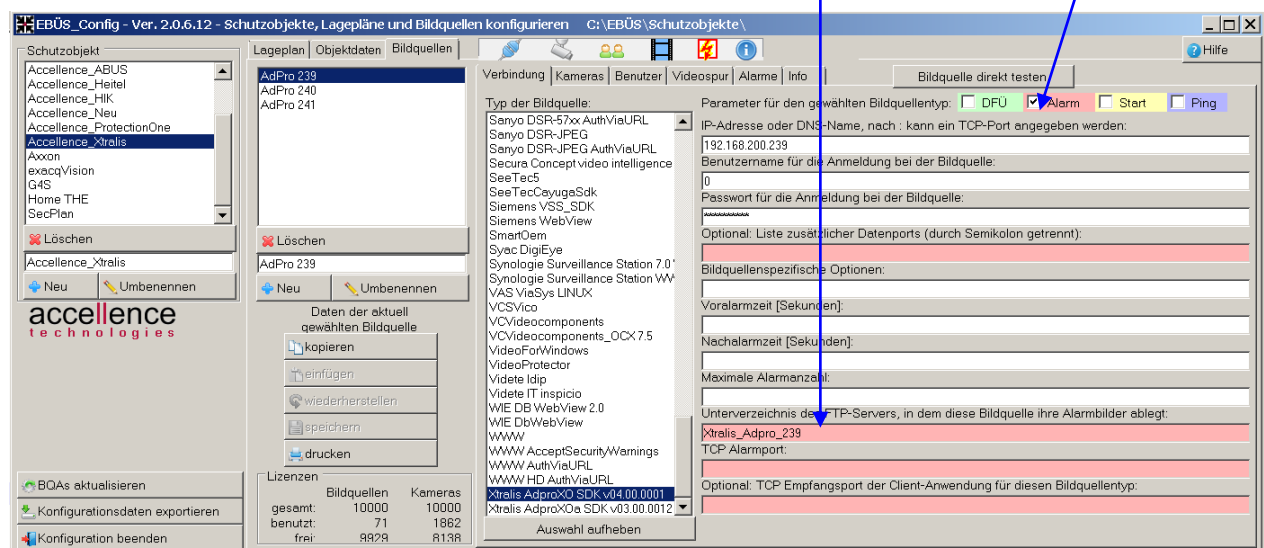 EBÜS_Config - Ver. 2.0.6.12 - Schutzobjekte, Lagepläne und Bildquellen konfigurieren C:\EBÜS\Schutzobjekte\
Schutzobjekt
Accellence_ABUS
Accellence_Heitel
Accellence_HIK
Accellence_Neu
Accellence_ProtectionOne
Accellence_Xtralis
Axxon
exacqVision
G4S
Home THE
SecPlan
Löschen
Accellence_Xtralis
Neu
Umbenennen
accellence
technologies
BQAs aktualisieren
Konfigurationsdaten exportieren
Konfiguration beenden
Lageplan
Objektdaten
Bildquellen
AdPro 239
AdPro 240
AdPro 241
Löschen
AdPro 239
Neu
Umbenennen
Daten der aktuell
gewählten Bildquelle
kopieren
einfügen
wiederherstellen
speichern
drucken
Lizenzen
Bildquellen Kameras
gesamt: 10000 10000
benutzt: 71 1862
frei: 9929 8138
Hilfe
Verbindung
Kameras
Benutzer
Videospur
Alarme
Info
Bildquelle direkt testen
Typ der Bildquelle:
Sanyo DSR-57xx AuthViaURL
Sanyo DSR-JPEG
Sanyo DSR-JPEG AuthViaURL
Secura Concept video intelligence
SeeTec5
SeeTecCayugaSdk
Siemens VSS_SDK
Siemens WebView
SmartOem
Syac DigiEye
Synologie Surveillance Station 7.0
Synologie Surveillance Station WW
VAS ViaSys LINUX
VCSVico
VCVideocomponents
VCVideocomponents_OCX 7.5
VideoForWindows
VideoProtector
Videte Idip
Videte IT inspicio
WIE DB WebView 2.0
WIE DbWebView
WWW
WWW AcceptSecurityWarnings
WWW AuthViaURL
WWW HD AuthViaURL
Xtralis AdproXO SDK v04.00.0001
Xtralis AdproXOa SDK v03.00.0012
Auswahl aufheben
Parameter für den gewählten Bildquellentyp:
DFÜ
Alarm
Start
Ping
IP-Adresse oder DNS-Name, nach : kann ein TCP-Port angegeben werden:
192.168.200.239
Benutzername für die Anmeldung bei der Bildquelle:
0
Passwort für die Anmeldung bei der Bildquelle:
**********
Optional: Liste zusätzlicher Datenports (durch Semikolon getrennt):
Bildquellenspezifische Optionen:
Voralarmzeit [Sekunden]:
Nachalarmzeit [Sekunden]:
Maximale Alarmanzahl:
Unterverzeichnis des FTP-Servers, in dem diese Bildquelle ihre Alarmbilder ablegt:
Xtralis_Adpro_239
TCP Alarmport:
Optional: TCP Empfangsport der Client-Anwendung für diesen Bildquellentyp: